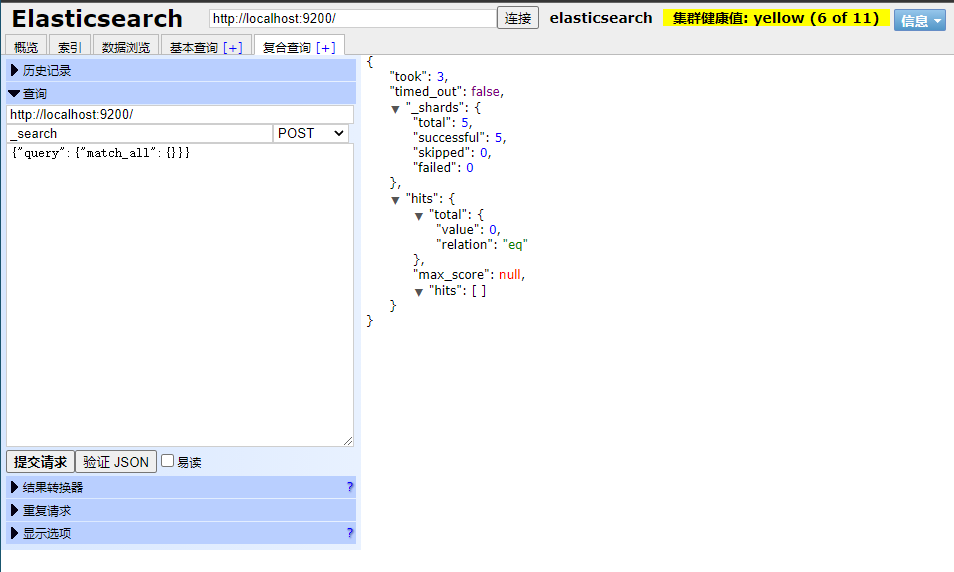 Elasticsearch http://localhost:9200/ 连接 elasticsearch 集群健康值: yellow (6 of 11) 信息
概览 索引 数据浏览 基本查询 [+] 复合查询 [+]
历史记录
查询
http://localhost:9200/
_search POST
{"query":{"match_all":{}}}
提交请求 验证 JSON 易读
结果转换器 ?
重复请求
显示选项 ?
{
"took": 3,
"timed_out": false,
"_shards": {
"total": 5,
"successful": 5,
"skipped": 0,
"failed": 0
},
"hits": {
"total": {
"value": 0,
"relation": "eq"
},
"max_score": null,
"hits": [ ]
}
}